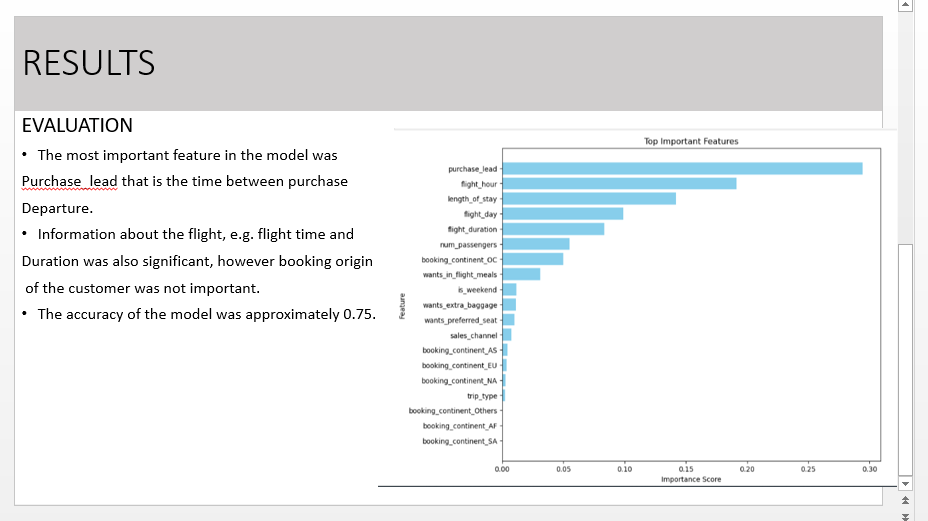 RESULTS
EVALUATION
• The most important feature in the model was
Purchase_lead that is the time between purchase
Departure.
• Information about the flight, e.g. flight time and
Duration was also significant, however booking origin
of the customer was not important.
• The accuracy of the model was approximately 0.75.
Top Important Features
Feature
purchase_lead
flight_hour
length_of_stay
flight_day
flight_duration
num_passengers
booking_continent_OC
wants_in_flight_meals
is_weekend
wants_extra_baggage
wants_preferred_seat
sales_channel
booking_continent_AS
booking_continent_EU
booking_continent_NA
trip_type
booking_continent_Others
booking_continent_AF
booking_continent_SA
0.00 0.05 0.10 0.15 0.20 0.25 0.30
Importance Score